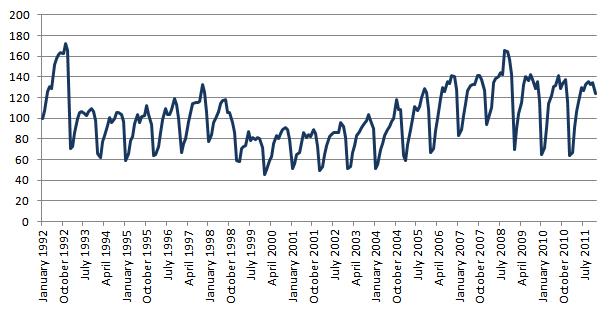 200
180
160
140
120
100
80
60
40
20
0
January 1992
October 1992
July 1993
April 1994
January 1995
October 1995
July 1996
April 1997
January 1998
October 1998
July 1999
April 2000
January 2001
October 2001
July 2002
April 2003
January 2004
October 2004
July 2005
April 2006
January 2007
October 2007
July 2008
April 2009
January 2010
October 2010
July 2011